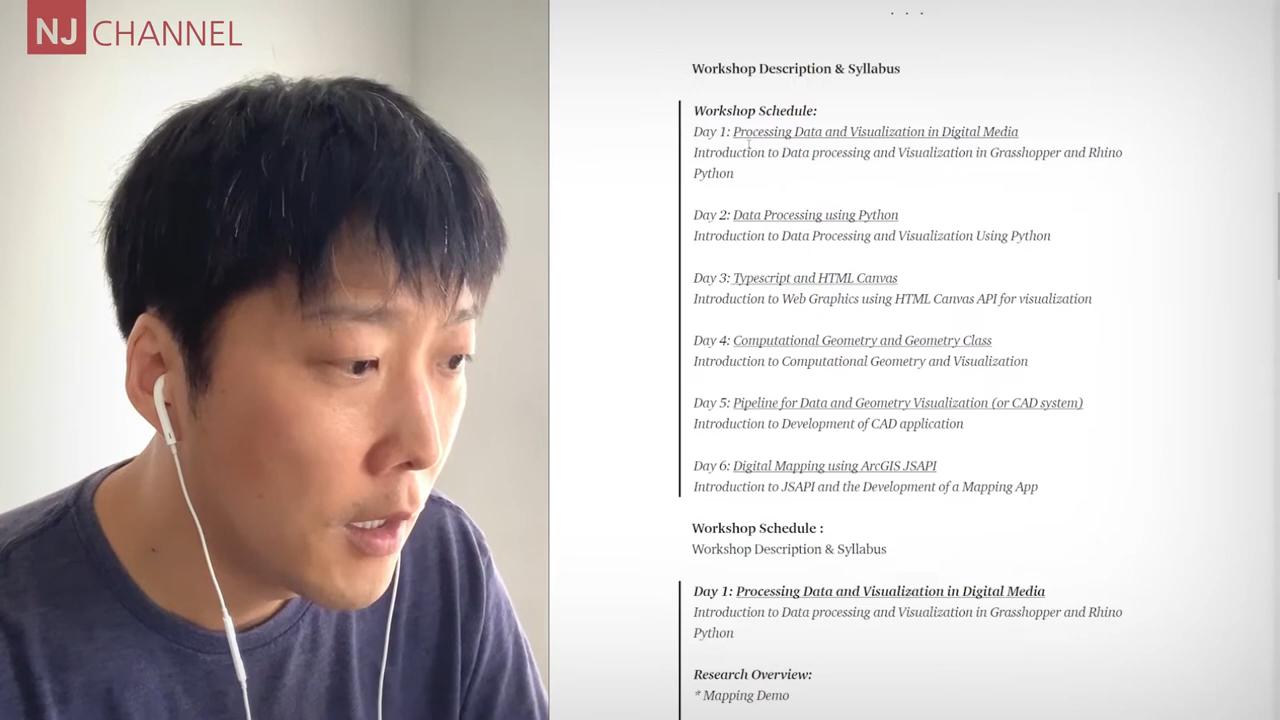 NJ CHANNEL
. . .
Workshop Description & Syllabus
Workshop Schedule:
Day 1: Processing Data and Visualization in Digital Media
Introduction to Data processing and Visualization in Grasshopper and Rhino
Python
Day 2: Data Processing using Python
Introduction to Data Processing and Visualization Using Python
Day 3: Typescript and HTML Canvas
Introduction to Web Graphics using HTML Canvas API for visualization
Day 4: Computational Geometry and Geometry Class
Introduction to Computational Geometry and Visualization
Day 5: Pipeline for Data and Geometry Visualization (or CAD system)
Introduction to Development of CAD application
Day 6: Digital Mapping using ArcGIS JSAPI
Introduction to JSAPI and the Development of a Mapping App
Workshop Schedule :
Workshop Description & Syllabus
Day 1: Processing Data and Visualization in Digital Media
Introduction to Data processing and Visualization in Grasshopper and Rhino
Python
Research Overview:
* Mapping Demo